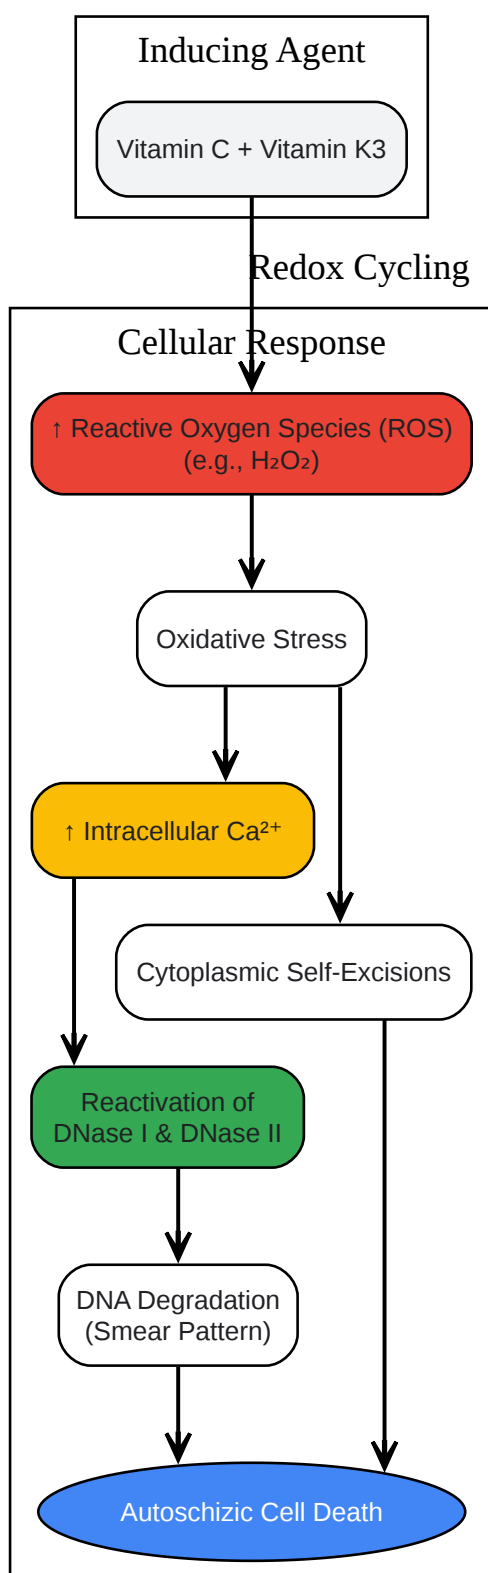 Inducing Agent
Vitamin C + Vitamin K3
Redox Cycling
Cellular Response
↑ Reactive Oxygen Species (ROS)
(e.g., H₂O₂)
Oxidative Stress
↑ Intracellular Ca²⁺
Cytoplasmic Self-Excisions
Reactivation of
DNase I & DNase II
DNA Degradation
(Smear Pattern)
Autoschizic Cell Death